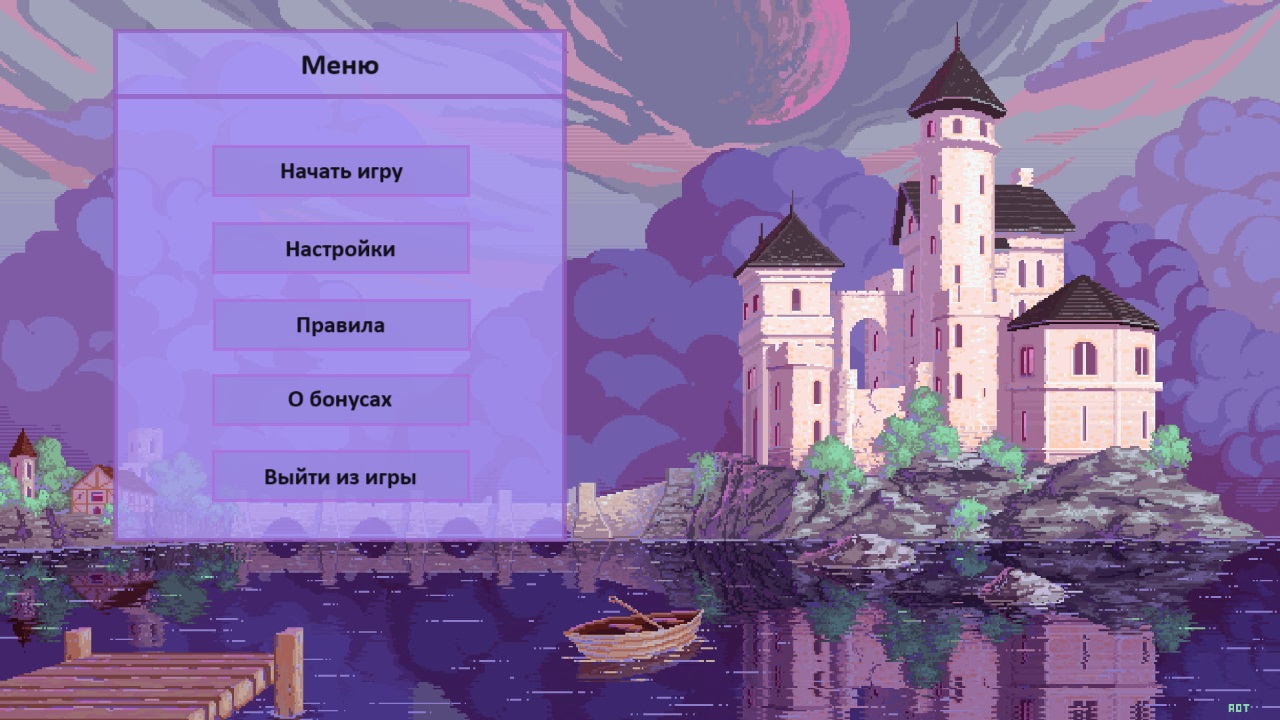 Меню
Начать игру
Настройки
Правила
О бонусах
Выйти из игры